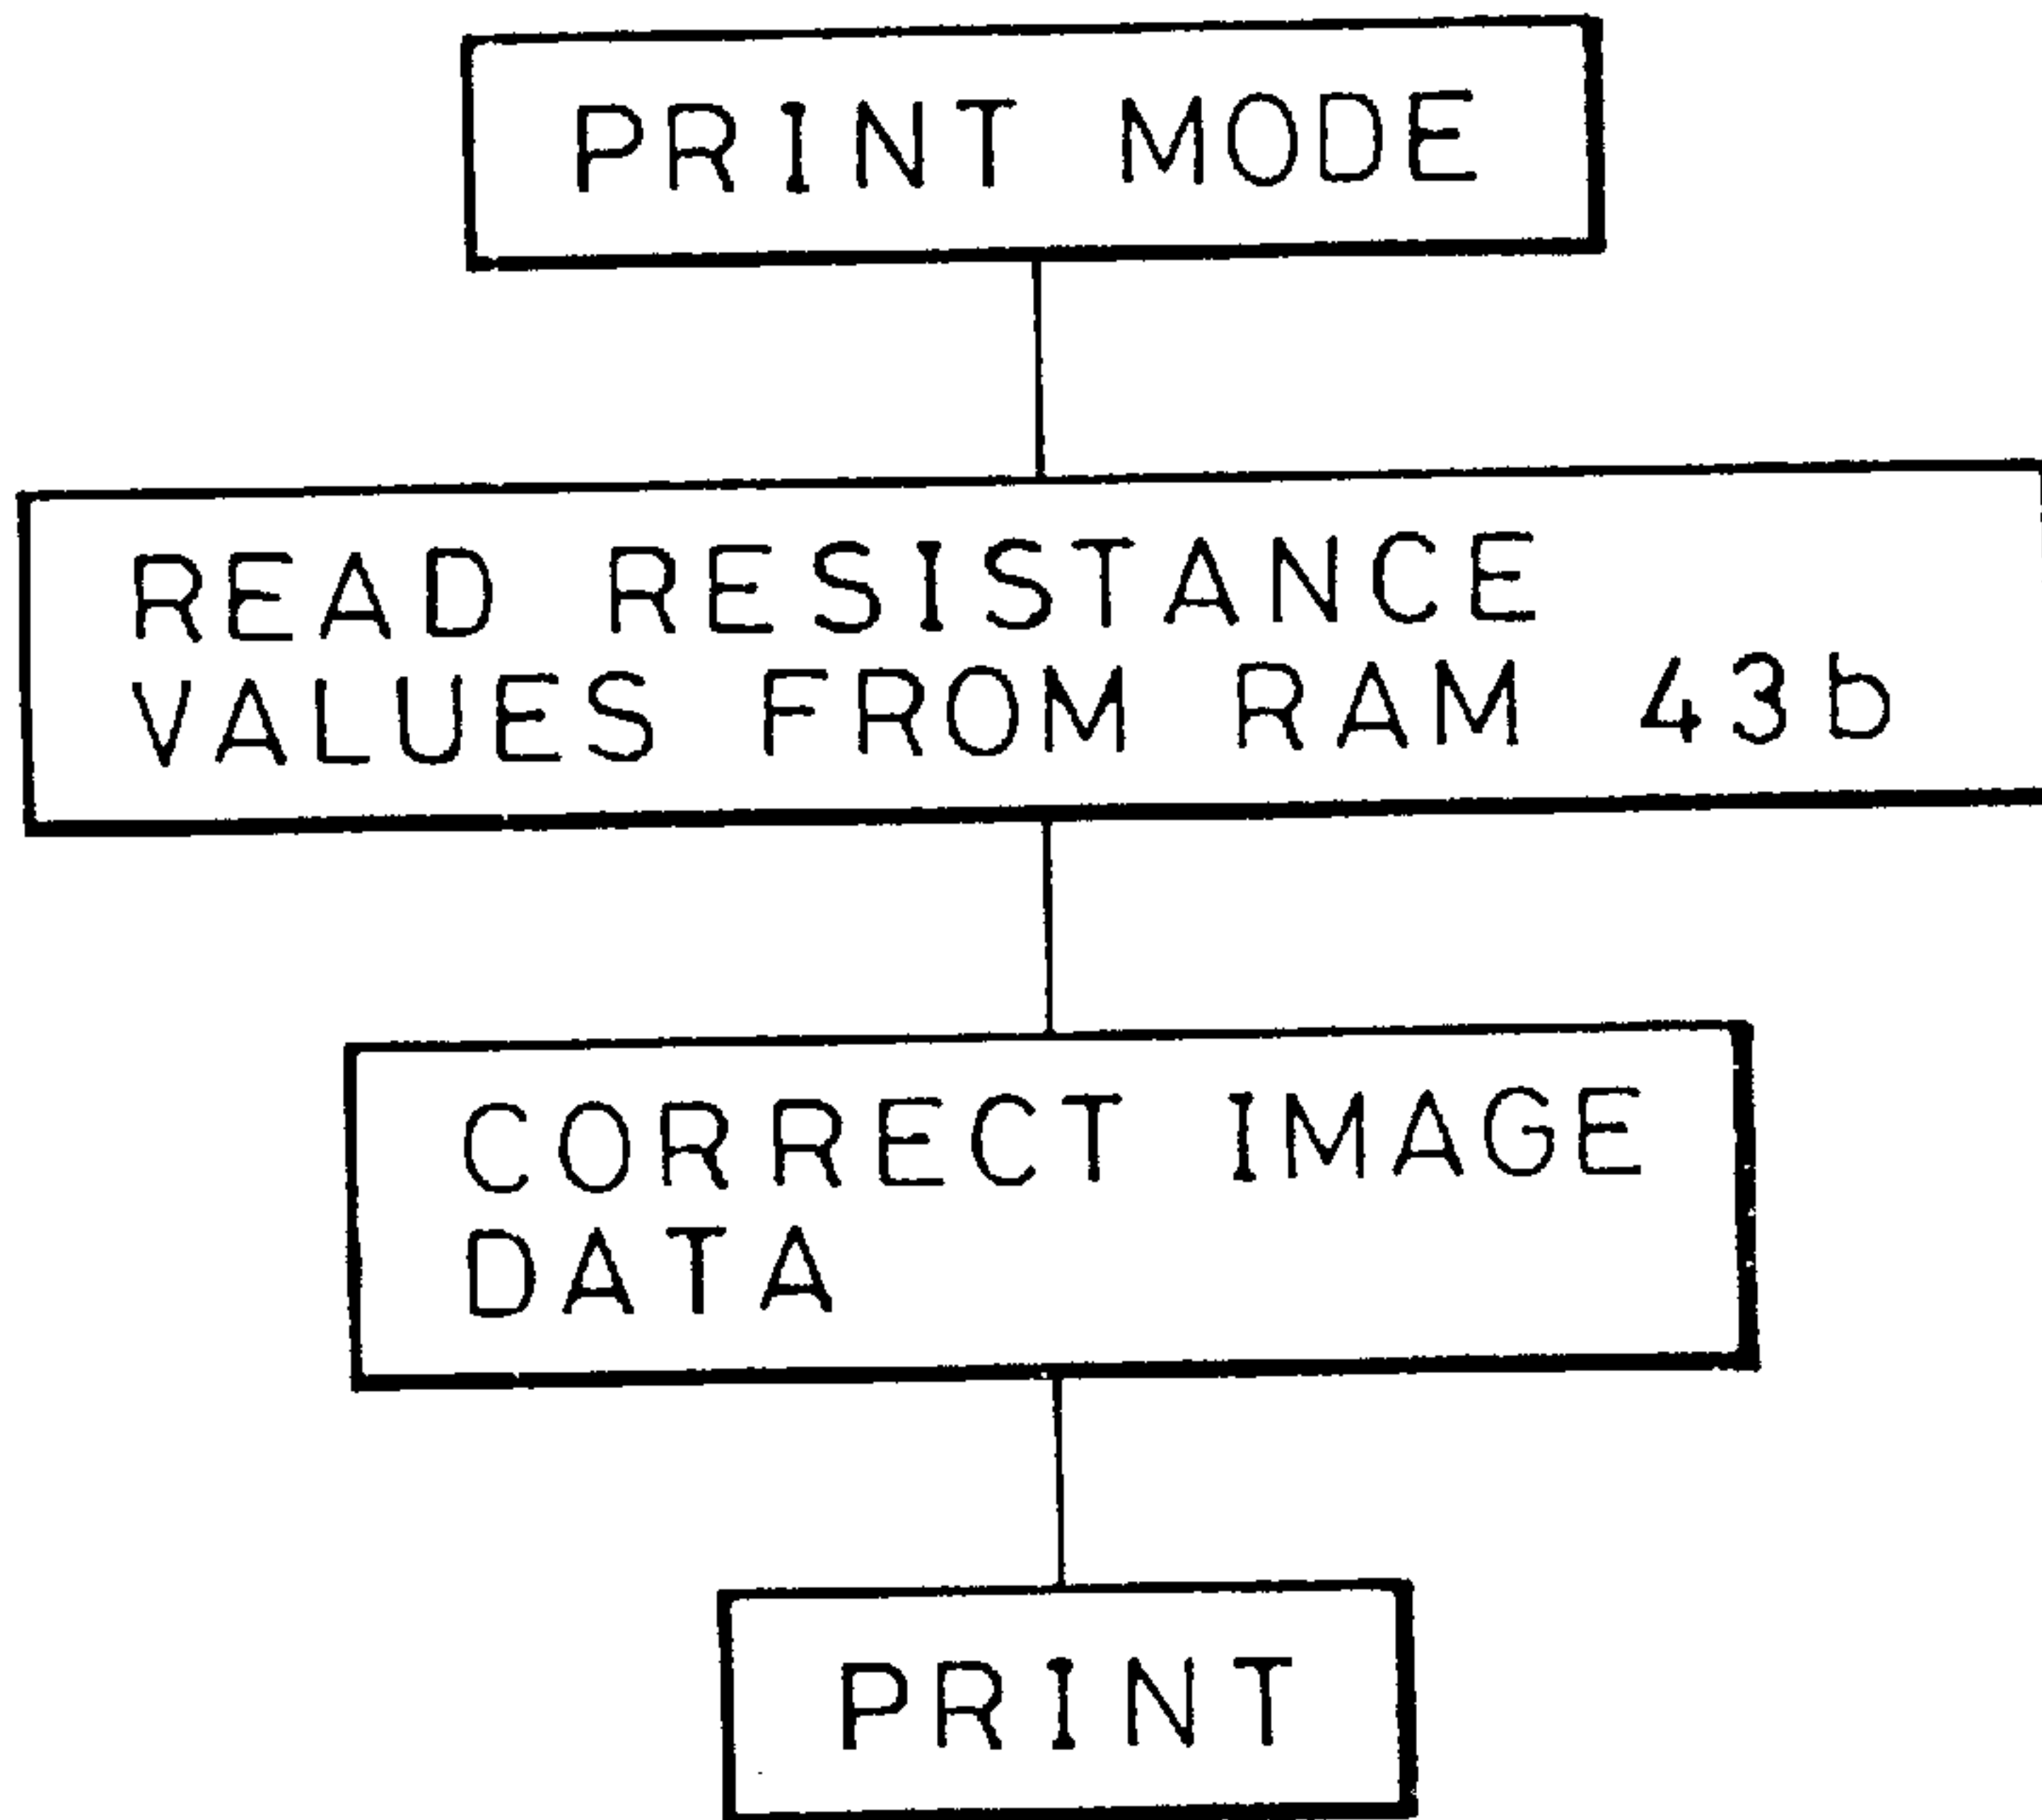 PRINT MODE
READ RESISTANCE
VALUES FROM RAM 43b
CORRECT IMAGE
DATA
PRINT